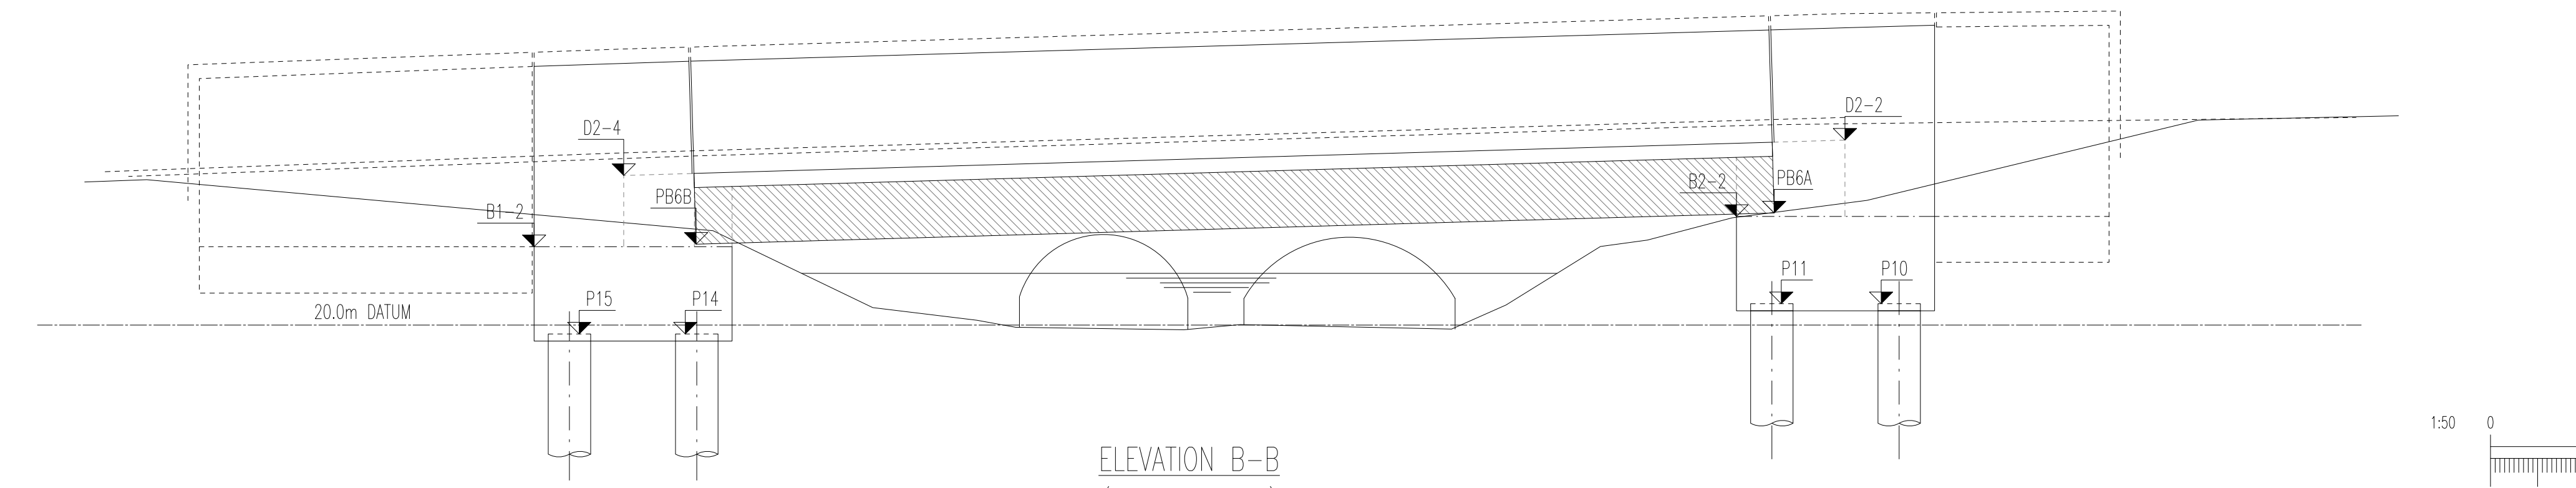 D2-2
D2-4
PB6A
B2-2
PB6B
B1-2
P11
P10
P15
P14
20.0m DATUM
1:50 0
ELEVATION B-B